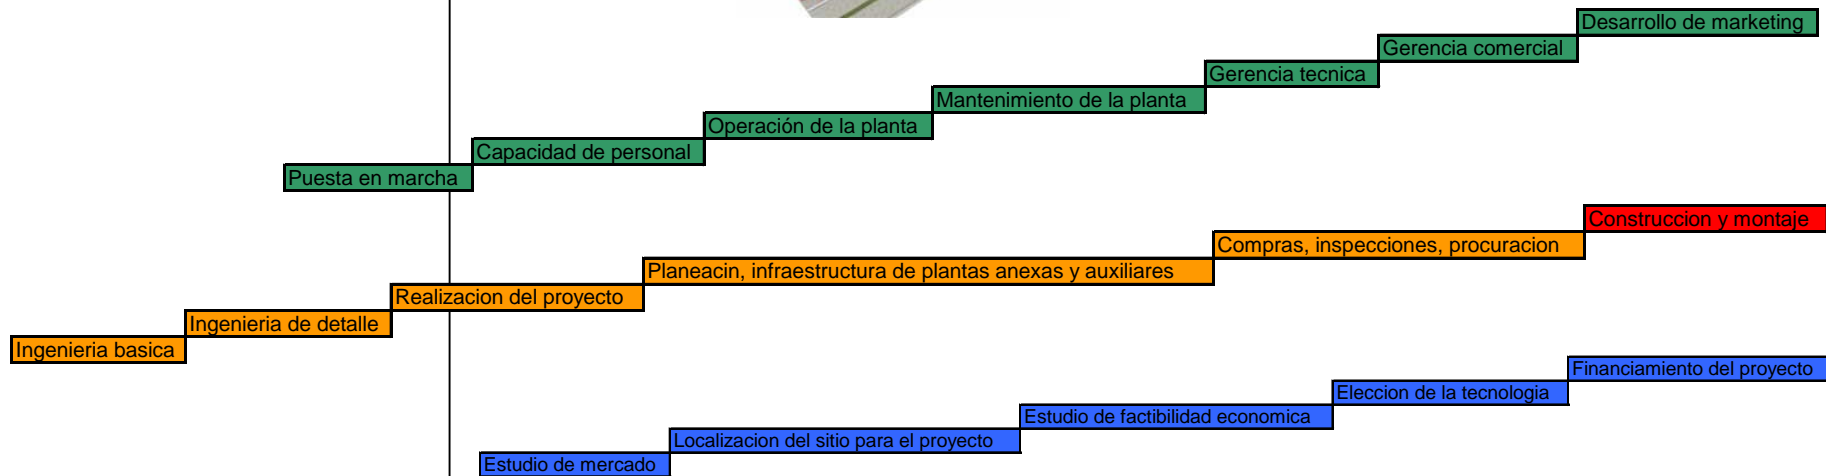 Desarrollo de marketing
Gerencia comercial
Gerencia tecnica
Mantenimiento de la planta
Operación de la planta
Capacidad de personal
Puesta en marcha
Construccion y montaje
Compras, inspecciones, procuracion
Planeacin, infraestructura de plantas anexas y auxiliares
Realizacion del proyecto
Ingenieria de detalle
Ingenieria basica
Financiamiento del proyecto
Eleccion de la tecnologia
Estudio de factibilidad economica
Localizacion del sitio para el proyecto
Estudio de mercado